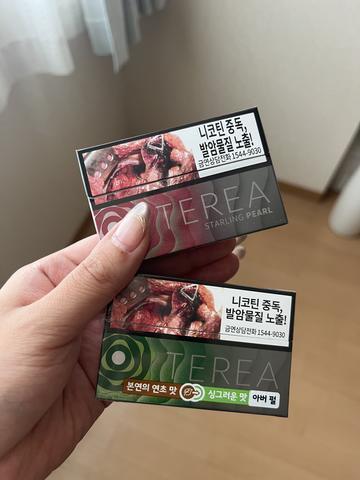 니코틴 중독,
발암물질 노출!
금연상담전화 1544-9030
TEREA
STARLING PEARL
니코틴 중독,
발암물질 노출!
금연상담전화 1544-9030
TEREA
본연의 연초 맛 싱그러운 맛 아버 펄